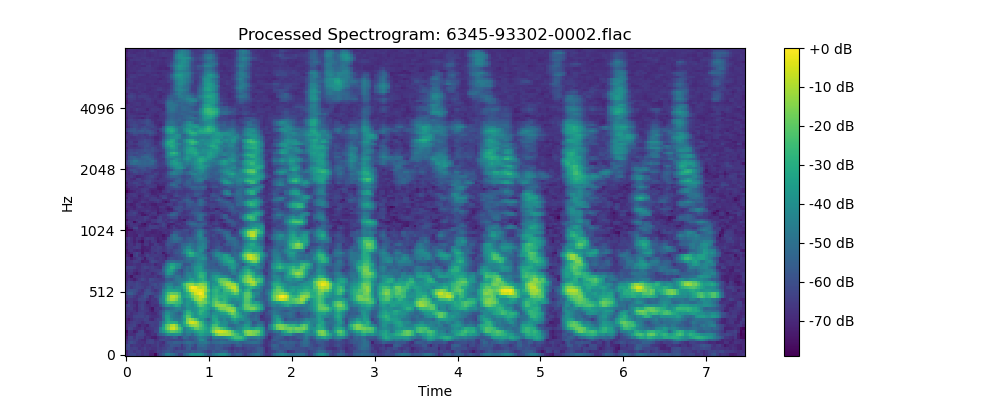 Processed Spectrogram: 6345-93302-0002.flac
Hz
4096
2048
1024
512
0
0 1 2 3 4 5 6 7
Time
+0 dB
-10 dB
-20 dB
-30 dB
-40 dB
-50 dB
-60 dB
-70 dB